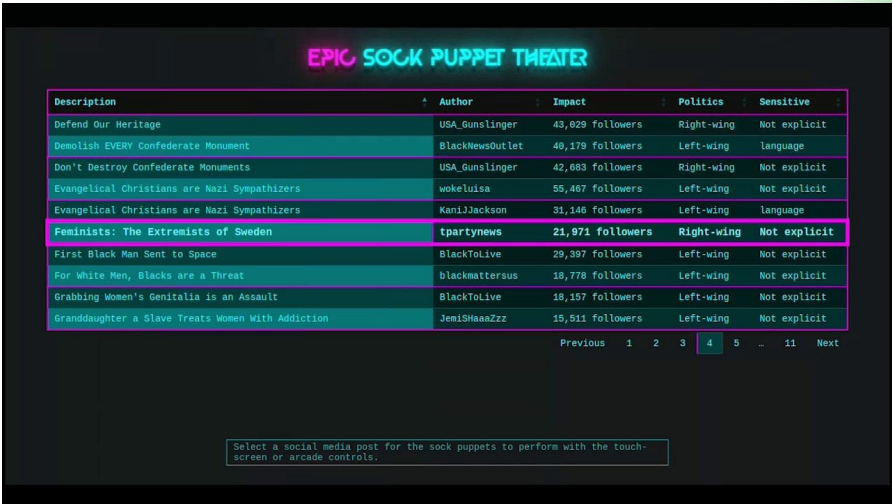 EPIC SOCK PUPPET THEATER
Description Author Impact Politics Sensitive
Defend Our Heritage USA_Gunslinger 43,029 followers Right-wing Not explicit
Demolish EVERY Confederate Monument BlackNewsOutlet 40,179 followers Left-wing language
Don't Destroy Confederate Monuments USA_Gunslinger 42,683 followers Right-wing Not explicit
Evangelical Christians are Nazi Sympathizers wokeluisa 55,467 followers Left-wing Not explicit
Evangelical Christians are Nazi Sympathizers KaniJJackson 31,146 followers Left-wing language
Feminists: The Extremists of Sweden tpartynews 21,971 followers Right-wing Not explicit
First Black Man Sent to Space BlackToLive 29,397 followers Left-wing Not explicit
For White Men, Blacks are a Threat blackmattersus 18,778 followers Left-wing Not explicit
Grabbing Women's Genitalia is an Assault BlackToLive 18,157 followers Left-wing Not explicit
Granddaughter a Slave Treats Women With Addiction JemiSHaaaZzz 15,511 followers Left-wing Not explicit
Previous 1 2 3 4 5 … 11 Next
Select a social media post for the sock puppets to perform with the touch-
screen or arcade controls.